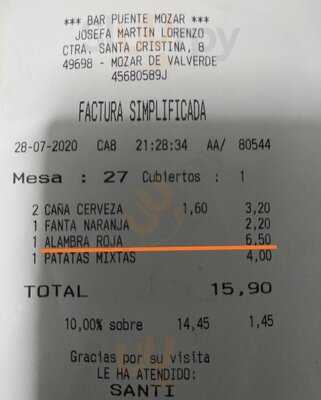 *** BAR PUENTE MOZAR ***
JOSEFA MARTIN LORENZO
CTRA. SANTA CRISTINA, 8
49698 - MOZAR DE VALVERDE
45680589J
FACTURA SIMPLIFICADA
28-07-2020 CAB 21:28:34 AA/ 80544
Mesa : 27 Cubiertos : 1
2 CAÑA CERVEZA 1,60 3,20
1 FANTA NARANJA 2,20
1 ALAMBRA ROJA 6,50
1 PATATAS MIXTAS 4,00
TOTAL 15,90
10,00% sobre 14,45 1,45
Gracias por su visita
LE HA ATENDIDO:
SANTI